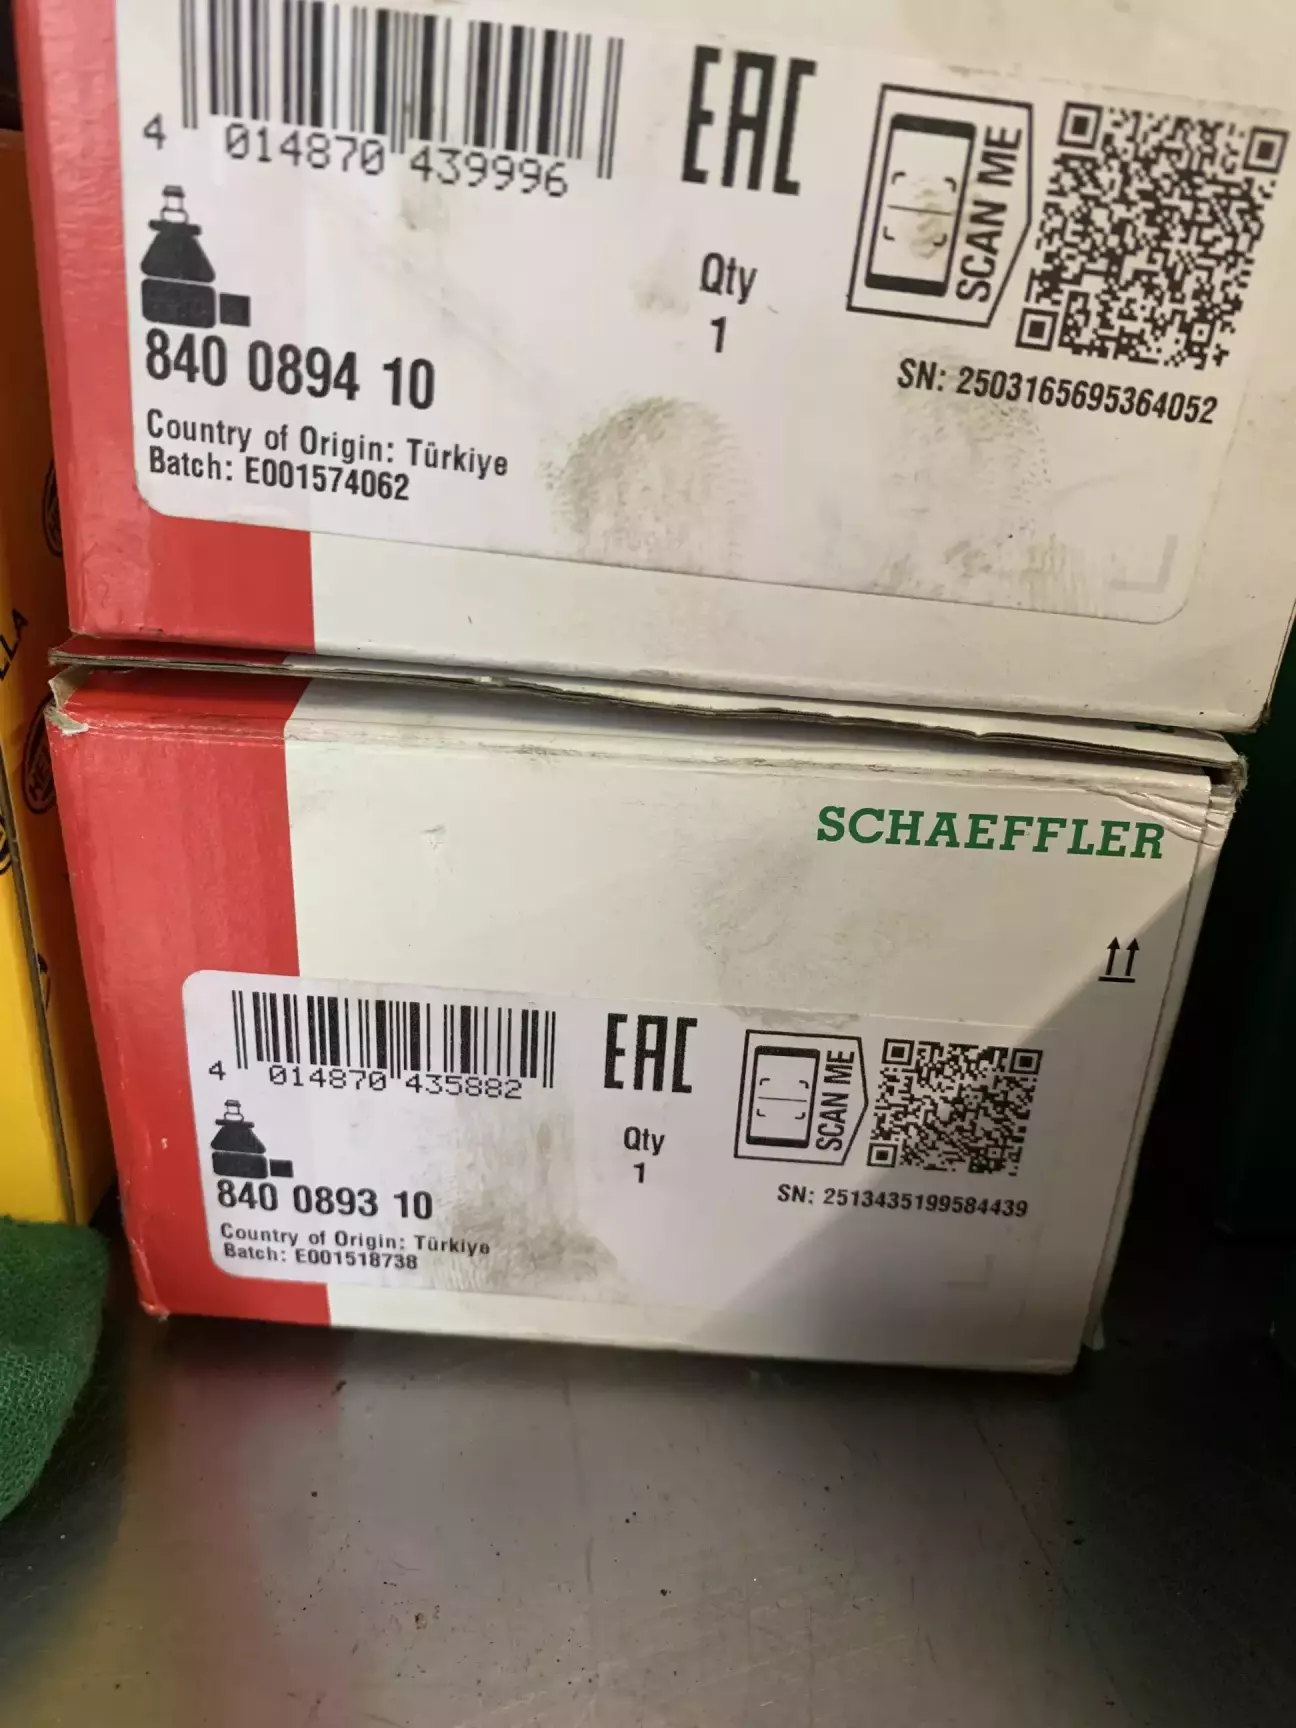 4 014870 439996
EAC
SCAN ME
Qty
1
840 0894 10
SN: 2503165695364052
Country of Origin: Türkiye
Batch: E001574062
SCHAEFFLER
4 014870 435882
EAC
SCAN ME
Qty
1
840 0893 10
SN: 2513435199584439
Country of Origin: Türkiye
Batch: E001518738